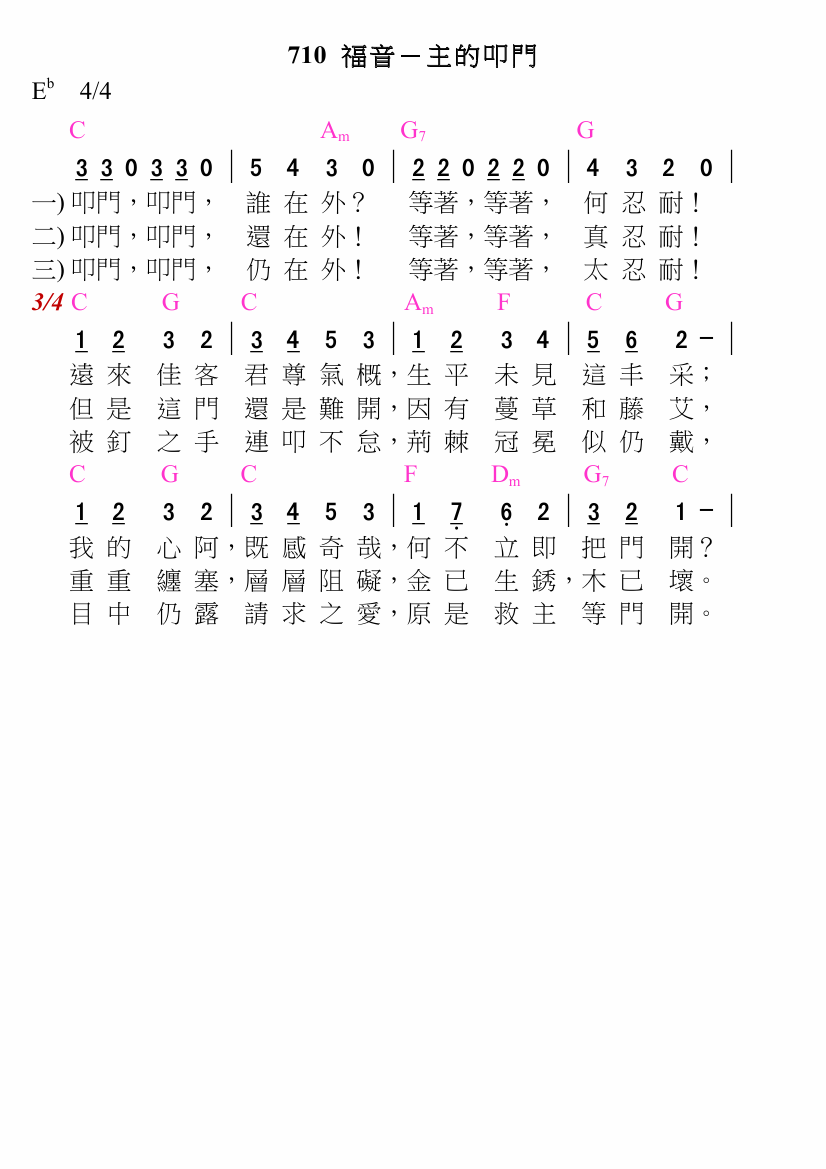 710 福音－主的叩門
Eb 4/4
C Am G7 G
3 3 0 3 3 0 | 5 4 3 0 | 2 2 0 2 2 0 | 4 3 2 0 |
一) 叩門，叩門， 誰在外？ 等著，等著， 何忍耐！
二) 叩門，叩門， 還在外！ 等著，等著， 真忍耐！
三) 叩門，叩門， 仍在外！ 等著，等著， 太忍耐！
3/4 C G C Am F C G
1 2 3 2 | 3 4 5 3 | 1 2 3 4 | 5 6 2 － |
遠來佳客君尊氣概，生平未見這丰采；
但是這門還是難開，因有蔓草和藤艾，
被釘之手連叩不怠，荊棘冠冕似仍戴，
C G C F Dm G7 C
1 2 3 2 | 3 4 5 3 | 1 7̣ 6̣ 2 | 3 2 1 － |
我的心阿，既感奇哉，何不立即把門開？
重重纏塞，層層阻礙，金已生銹，木已壞。
目中仍露請求之愛，原是救主等門開。